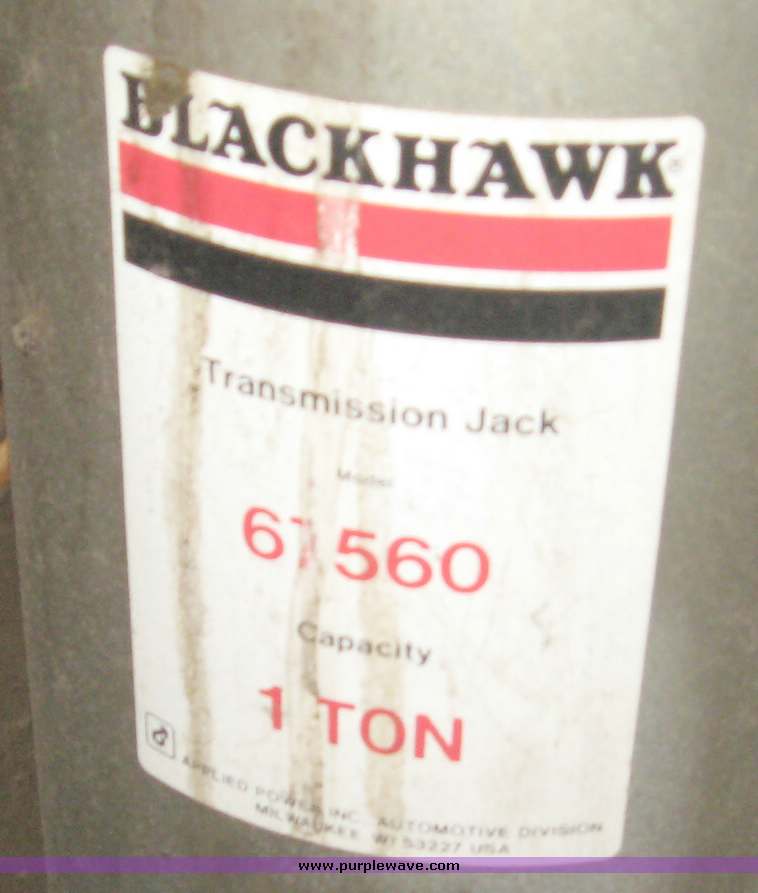 BLACKHAWK®
Transmission Jack
Model
67560
Capacity
1 TON
APPLIED POWER INC. AUTOMOTIVE DIVISION
MILWAUKEE WI 53227 USA
www.purplewave.com